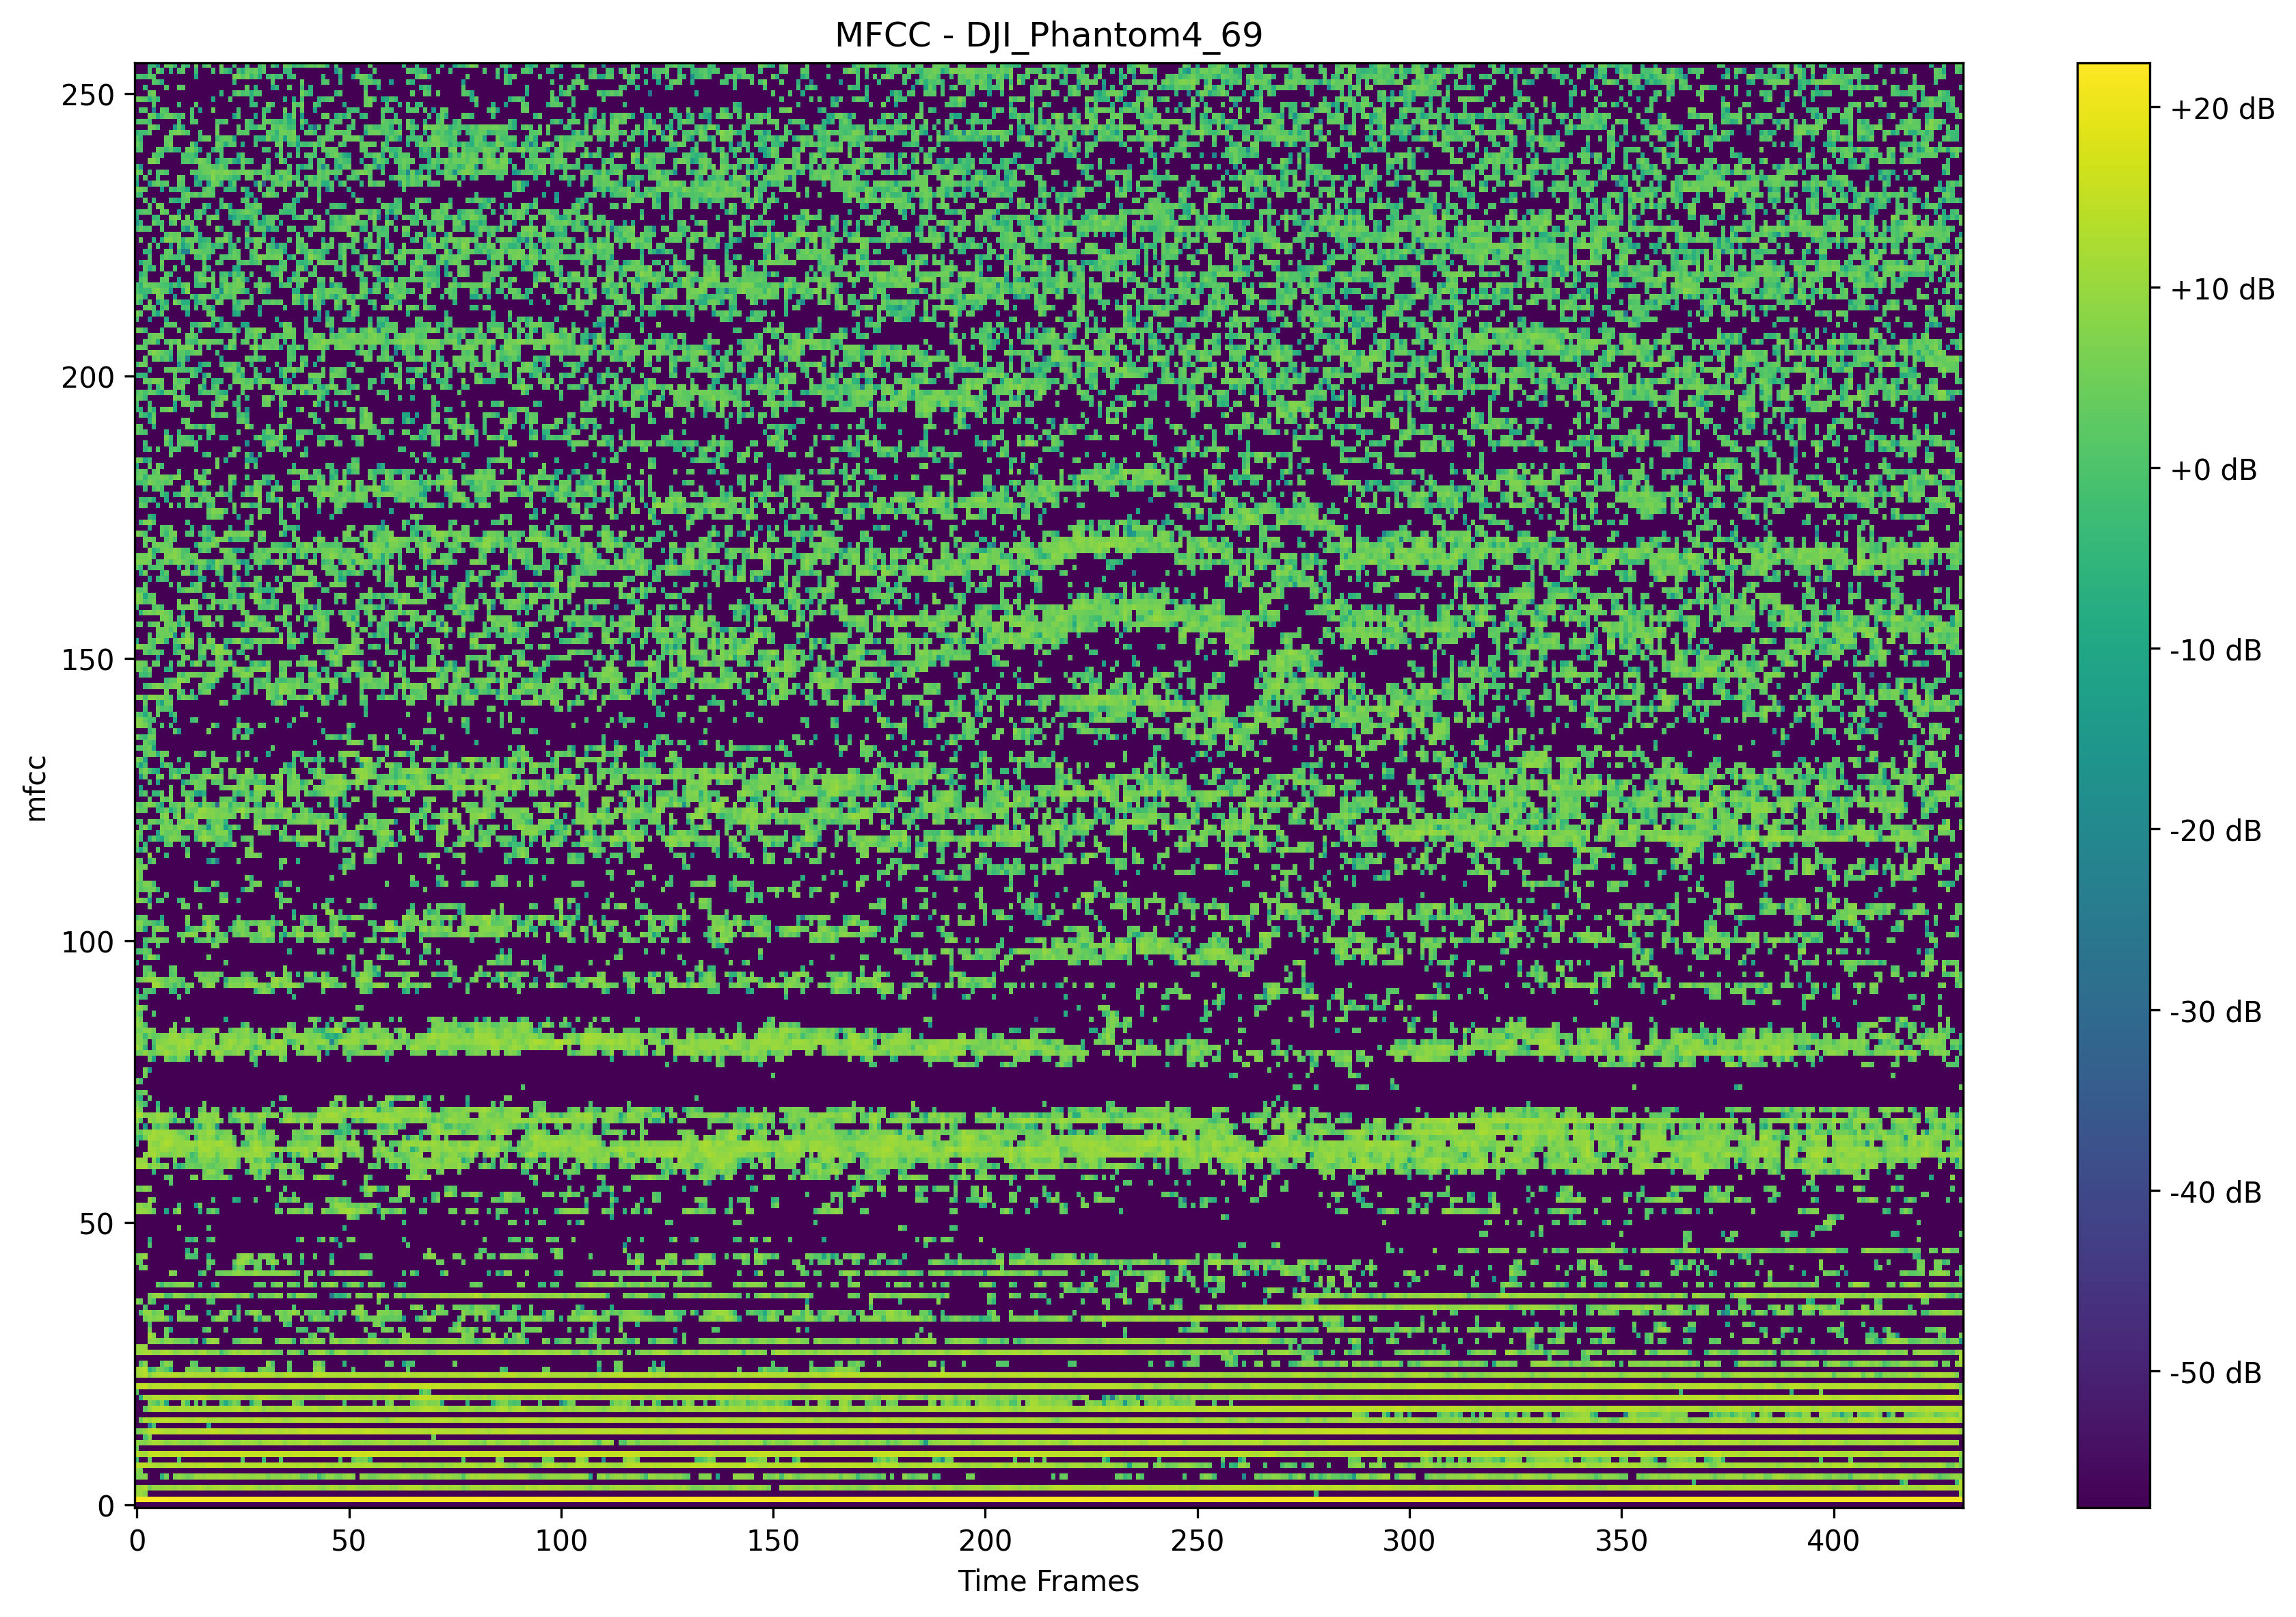 MFCC - DJI_Phantom4_69
250
200
150
100
50
0
mfcc
0 50 100 150 200 250 300 350 400
Time Frames
+20 dB
+10 dB
+0 dB
-10 dB
-20 dB
-30 dB
-40 dB
-50 dB